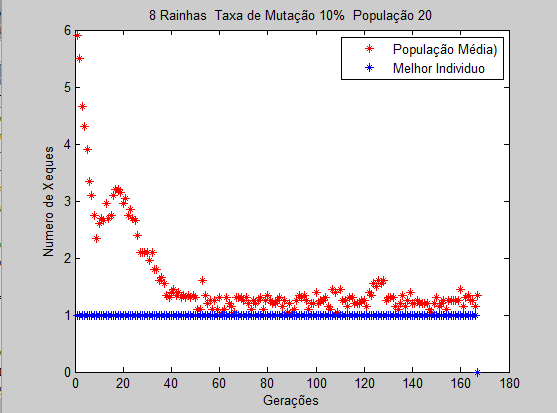 8 Rainhas Taxa de Mutação 10% População 20
População Média)
Melhor Individuo
Numero de Xeques
6
5
4
3
2
1
0
0 20 40 60 80 100 120 140 160 180
Gerações